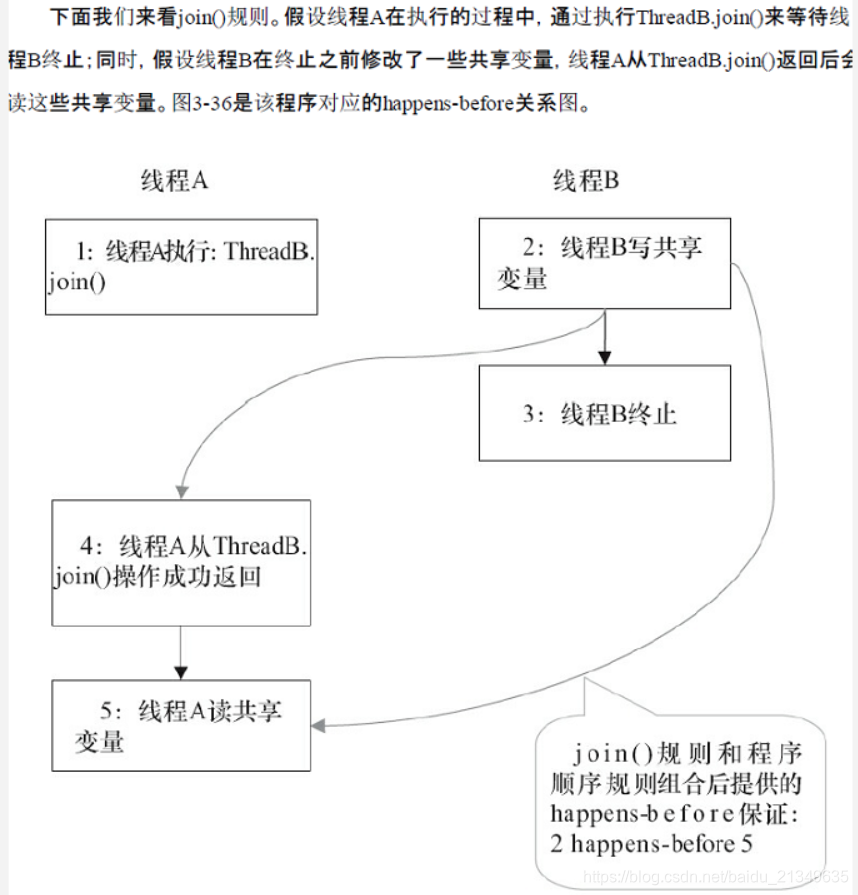 下面我们来看join()规则。假设线程A在执行的过程中，通过执行ThreadB.join()来等待线
程B终止；同时，假设线程B在终止之前修改了一些共享变量，线程A从ThreadB.join()返回后会
读这些共享变量。图3-36是该程序对应的happens-before关系图。
线程A
线程B
1：线程A执行：ThreadB.
join()
2：线程B写共享
变量
3：线程B终止
4：线程A从ThreadB.
join()操作成功返回
5：线程A读共享
变量
join()规则和程序
顺序规则组合后提供的
happens-before保证：
2 happens-before 5
https://blog.csdn.net/baidu_21349635